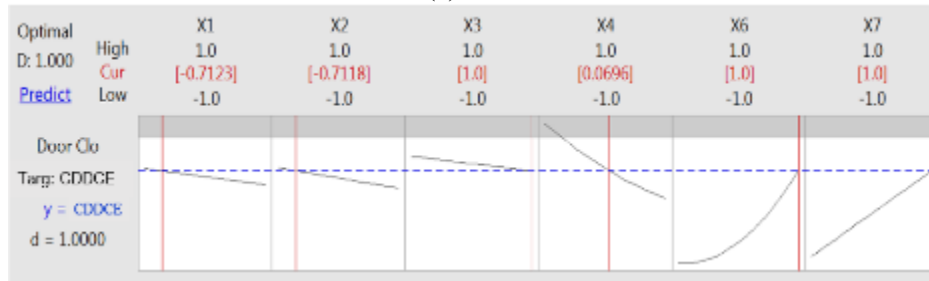 Optimal X1 X2 X3 X4 X6 X7
D: 1.000 High 1.0 1.0 1.0 1.0 1.0 1.0
Cur [-0.7123] [-0.7118] [1.0] [0.0696] [1.0] [1.0]
Predict Low -1.0 -1.0 -1.0 -1.0 -1.0 -1.0
Door Clo
Targ: CDDCE
y = CDDCE
d = 1.0000